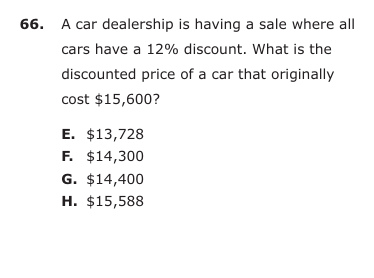 66. A car dealership is having a sale where all
cars have a 12% discount. What is the
discounted price of a car that originally
cost $15,600?
E. $13,728
F. $14,300
G. $14,400
H. $15,588